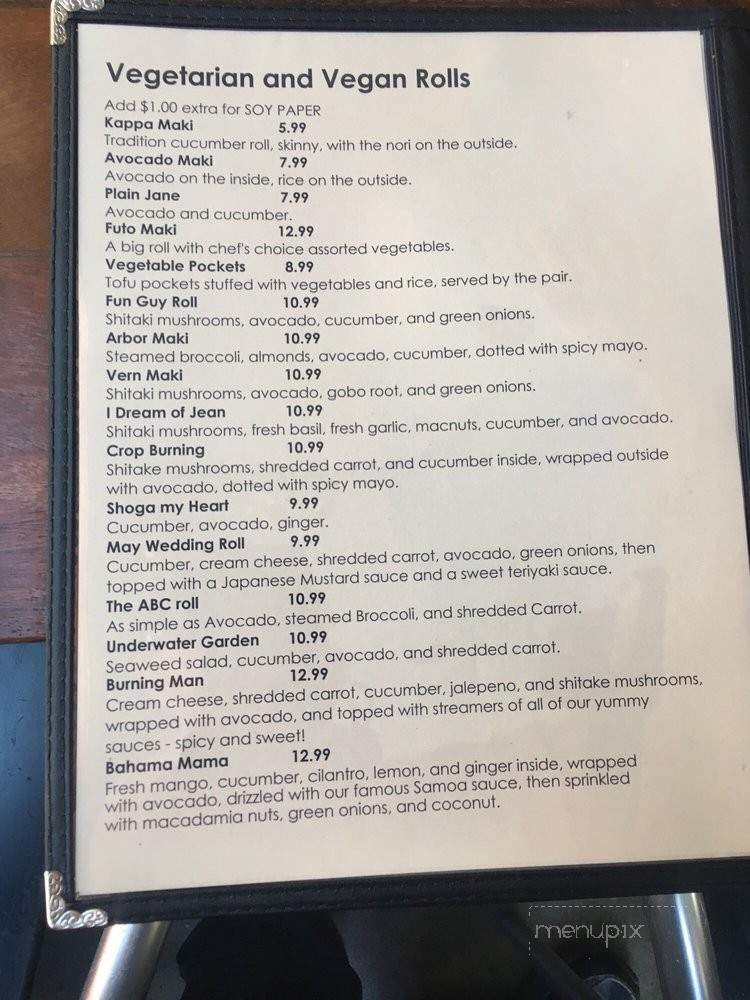 Vegetarian and Vegan Rolls
Add $1.00 extra for SOY PAPER
Kappa Maki 5.99
Tradition cucumber roll, skinny, with the nori on the outside.
Avocado Maki 7.99
Avocado on the inside, rice on the outside.
Plain Jane 7.99
Avocado and cucumber.
Futo Maki 12.99
A big roll with chef's choice assorted vegetables.
Vegetable Pockets 8.99
Tofu pockets stuffed with vegetables and rice, served by the pair.
Fun Guy Roll 10.99
Shitaki mushrooms, avocado, cucumber, and green onions.
Arbor Maki 10.99
Steamed broccoli, almonds, avocado, cucumber, dotted with spicy mayo.
Vern Maki 10.99
Shitaki mushrooms, avocado, gobo root, and green onions.
I Dream of Jean 10.99
Shitaki mushrooms, fresh basil, fresh garlic, macnuts, cucumber, and avocado.
Crop Burning 10.99
Shitake mushrooms, shredded carrot, and cucumber inside, wrapped outside
with avocado, dotted with spicy mayo.
Shoga my Heart 9.99
Cucumber, avocado, ginger.
May Wedding Roll 9.99
Cucumber, cream cheese, shredded carrot, avocado, green onions, then
topped with a Japanese Mustard sauce and a sweet teriyaki sauce.
The ABC roll 10.99
As simple as Avocado, steamed Broccoli, and shredded Carrot.
Underwater Garden 10.99
Seaweed salad, cucumber, avocado, and shredded carrot.
Burning Man 12.99
Cream cheese, shredded carrot, cucumber, jalepeno, and shitake mushrooms,
wrapped with avocado, and topped with streamers of all of our yummy
sauces - spicy and sweet!
Bahama Mama 12.99
Fresh mango, cucumber, cilantro, lemon, and ginger inside, wrapped
with avocado, drizzled with our famous Samoa sauce, then sprinkled
with macadamia nuts, green onions, and coconut.
menupix